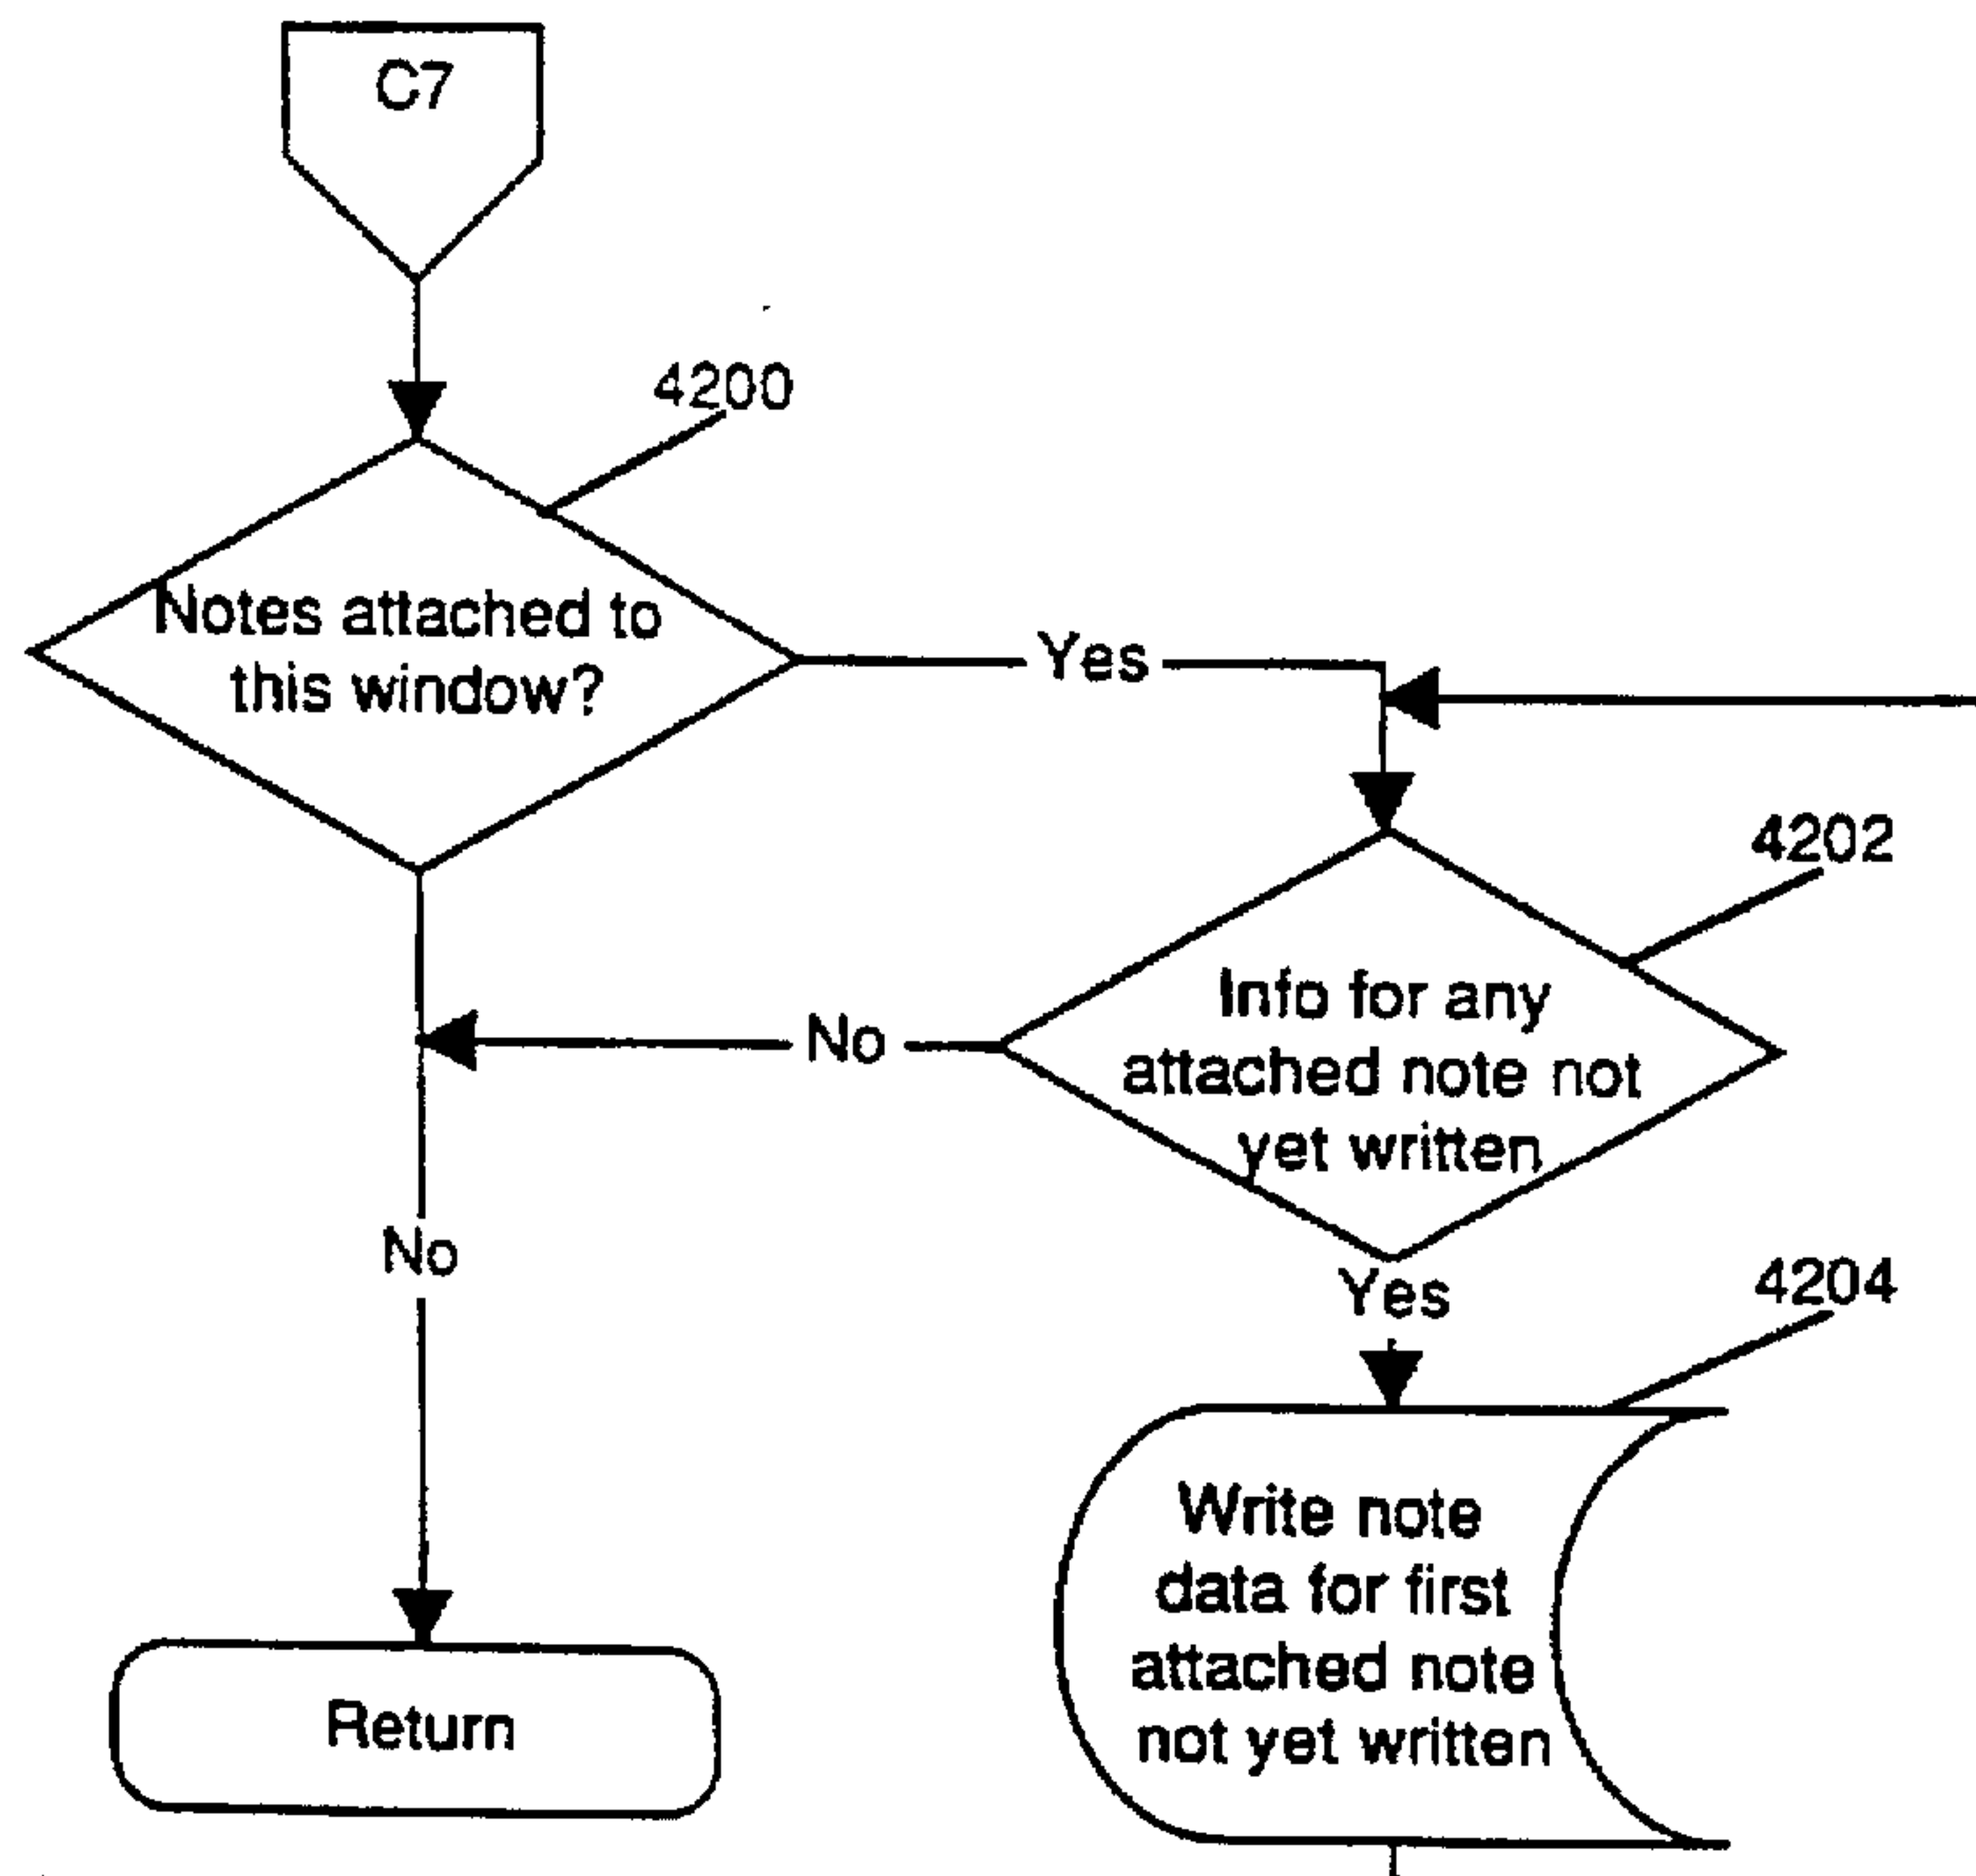 C7
4200
Notes attached to
this window?
Yes
4202
Info for any
attached note not
yet written
No
No
Yes
4204
Write note
data for first
attached note
not yet written
Return